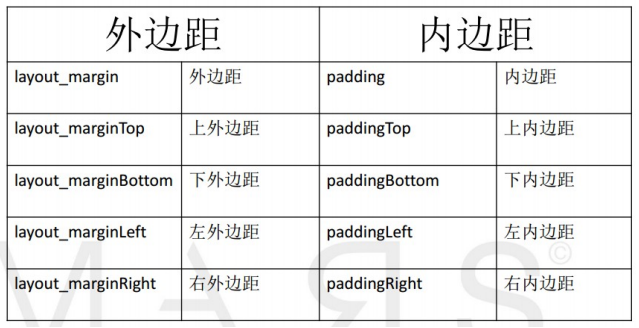 外边距 内边距
layout_margin 外边距 padding 内边距
layout_marginTop 上外边距 paddingTop 上内边距
layout_marginBottom 下外边距 paddingBottom 下内边距
layout_marginLeft 左外边距 paddingLeft 左内边距
layout_marginRight 右外边距 paddingRight 右内边距
MARS©